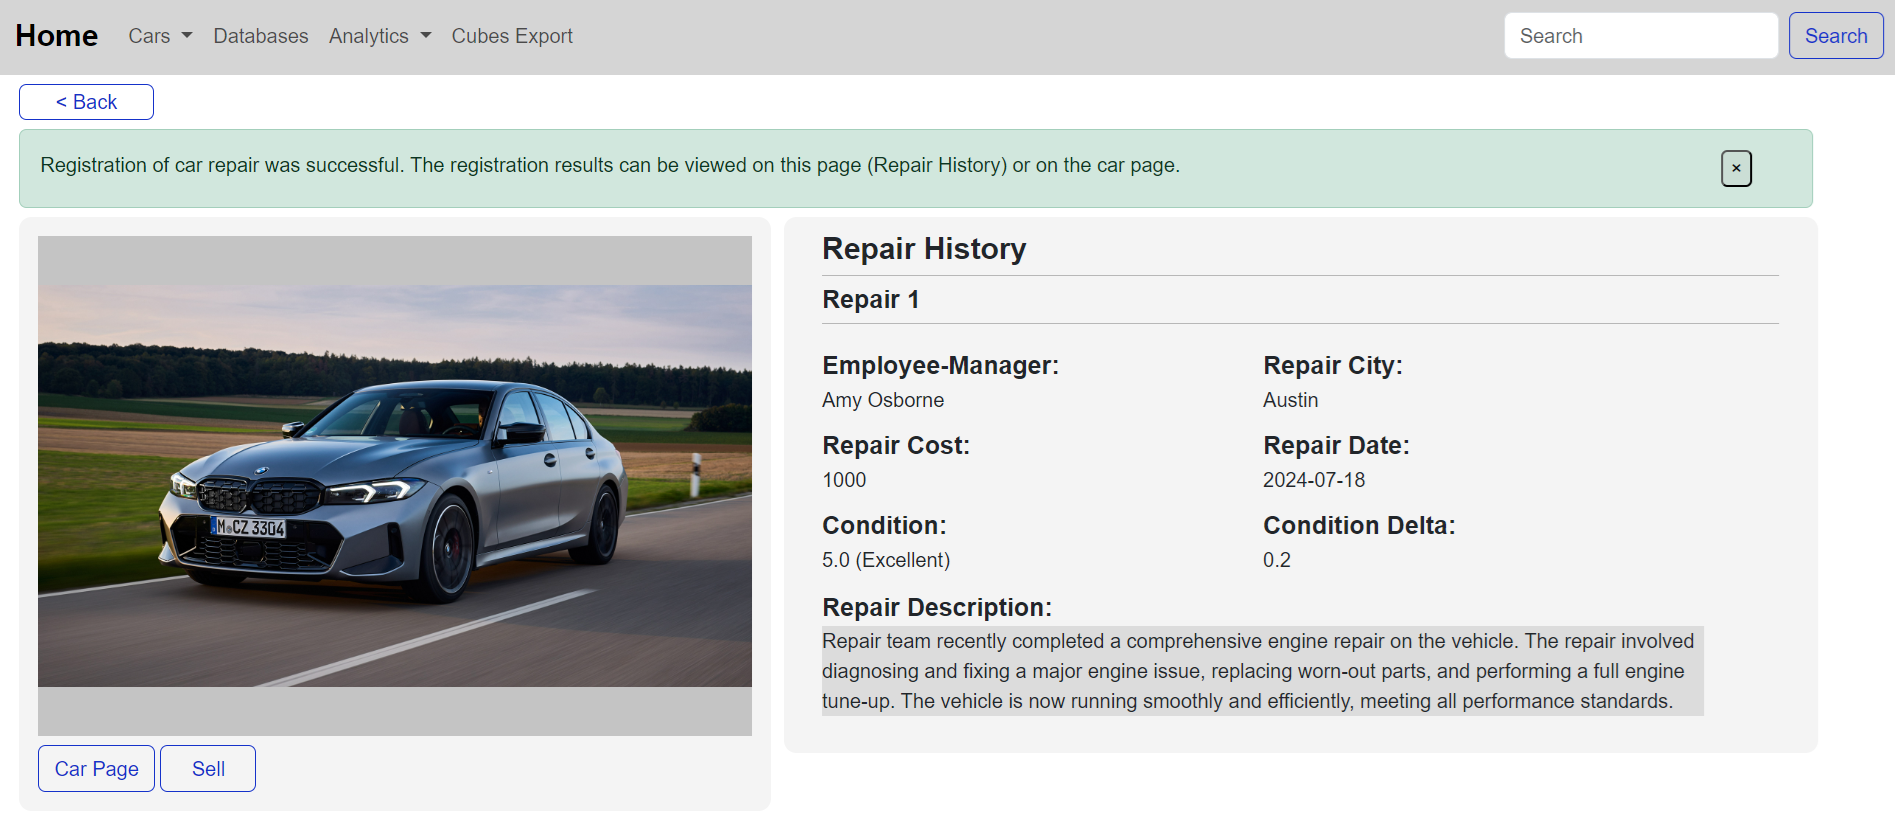 Home Cars Databases Analytics Cubes Export Search Search
< Back
Registration of car repair was successful. The registration results can be viewed on this page (Repair History) or on the car page. ×
M CZ 3304
Car Page Sell
Repair History
Repair 1
Employee-Manager: Repair City:
Amy Osborne Austin
Repair Cost: Repair Date:
1000 2024-07-18
Condition: Condition Delta:
5.0 (Excellent) 0.2
Repair Description:
Repair team recently completed a comprehensive engine repair on the vehicle. The repair involved
diagnosing and fixing a major engine issue, replacing worn-out parts, and performing a full engine
tune-up. The vehicle is now running smoothly and efficiently, meeting all performance standards.